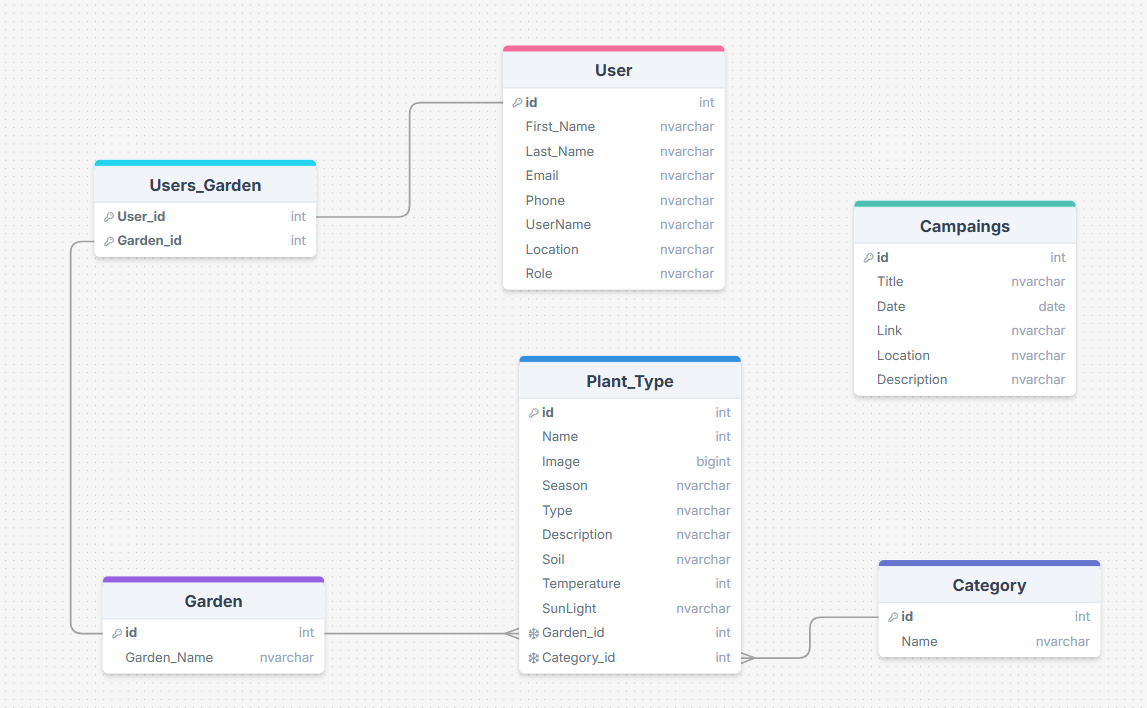 User
id int
First_Name nvarchar
Last_Name nvarchar
Email nvarchar
Phone nvarchar
UserName nvarchar
Location nvarchar
Role nvarchar
Users_Garden
User_id int
Garden_id int
Campaings
id int
Title nvarchar
Date date
Link nvarchar
Location nvarchar
Description nvarchar
Plant_Type
id int
Name int
Image bigint
Season nvarchar
Type nvarchar
Description nvarchar
Soil nvarchar
Temperature int
SunLight nvarchar
Garden_id int
Category_id int
Garden
id int
Garden_Name nvarchar
Category
id int
Name nvarchar